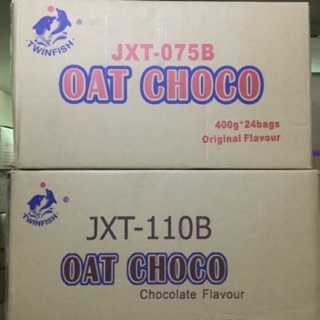 TWINFISH
JXT-075B
OAT CHOCO
400g*24bags
Original Flavour
TWINFISH
JXT-110B
OAT CHOCO
Chocolate Flavour